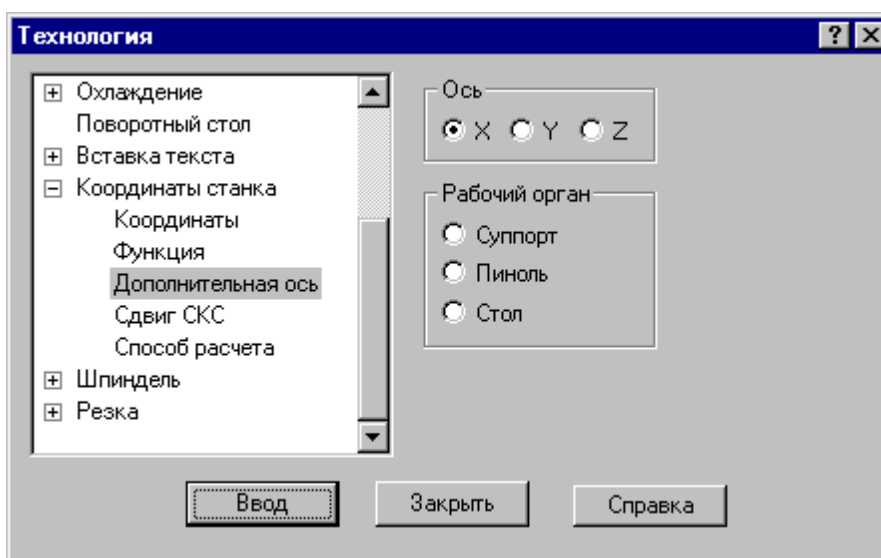 Технология
Охлаждение
Поворотный стол
Вставка текста
Координаты станка
Координаты
Функция
Дополнительная ось
Сдвиг СКС
Способ расчета
Шпиндель
Резка
Ось
X Y Z
Рабочий орган
Суппорт
Пиноль
Стол
Ввод Закрыть Справка